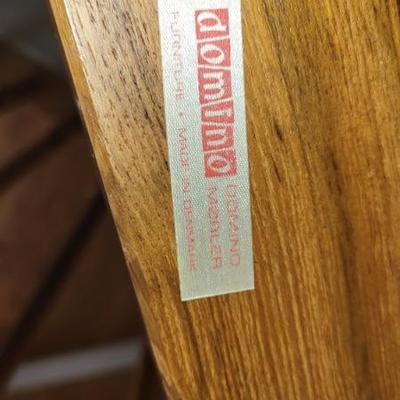 domino
DOMINO
MØBLER
FURNITURE • MADE IN DENMARK